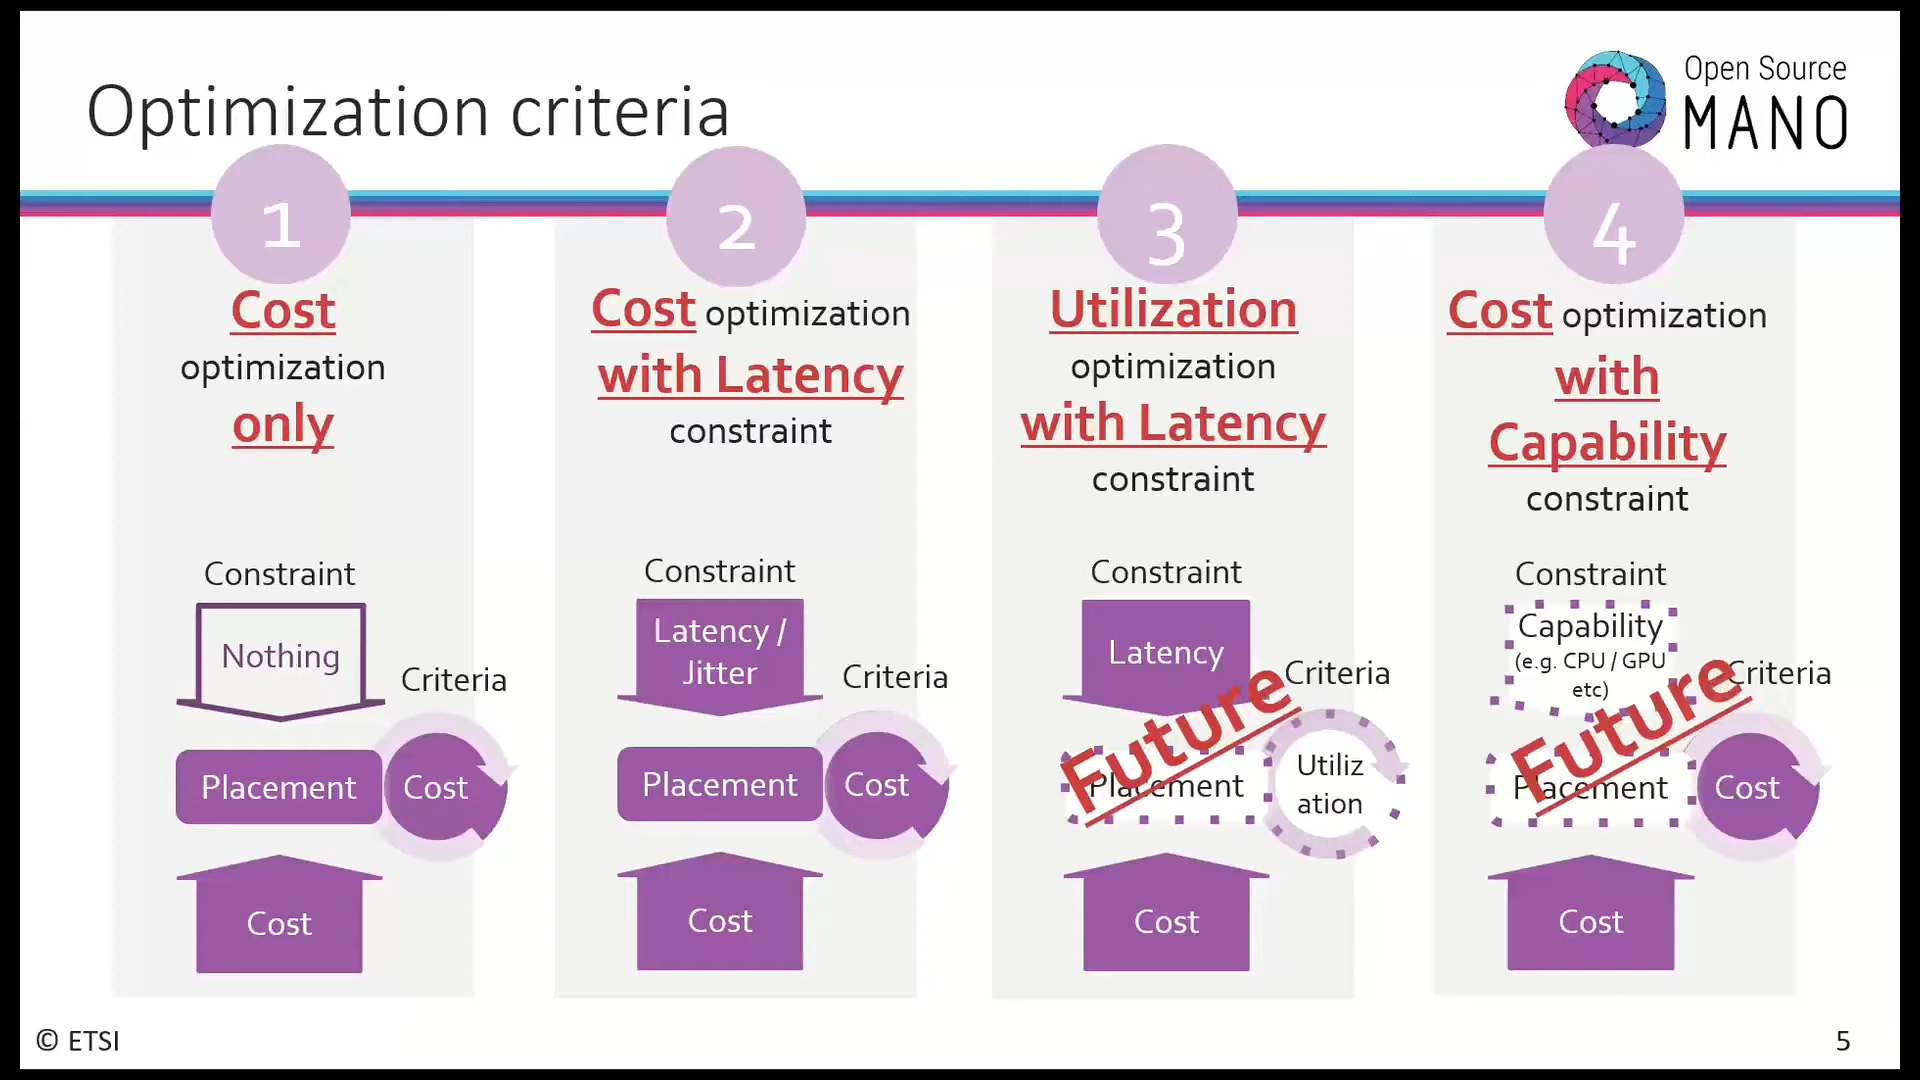 Optimization criteria
Open Source
MANO
1
Cost
optimization
only
Constraint
Nothing
Criteria
Placement
Cost
Cost
2
Cost optimization
with Latency
constraint
Constraint
Latency /
Jitter
Criteria
Placement
Cost
Cost
3
Utilization
optimization
with Latency
constraint
Constraint
Latency
Criteria
Future
Placement
Utiliz
ation
Cost
4
Cost optimization
with
Capability
constraint
Constraint
Capability
(e.g. CPU / GPU
etc)
Criteria
Future
Placement
Cost
Cost
© ETSI
5